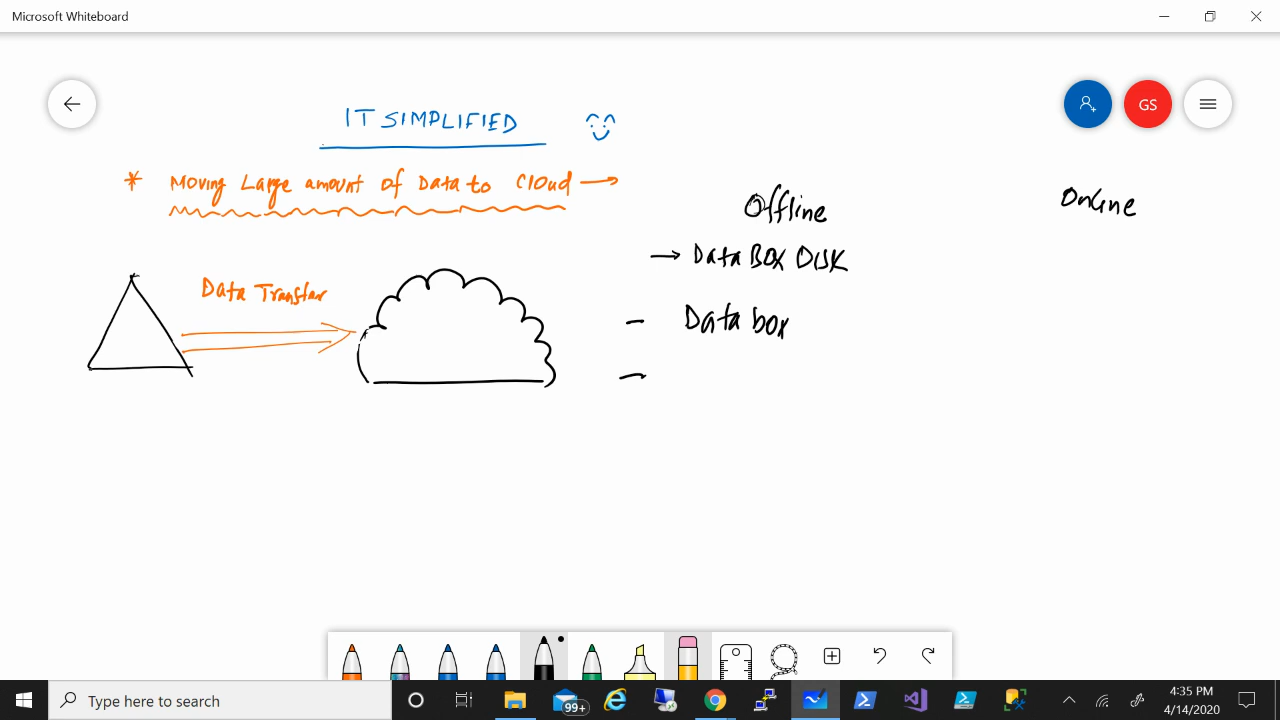 Microsoft Whiteboard
GS
IT SIMPLIFIED
* Moving Large amount of Data to Cloud →
Offline
Online
→ Data Box Disk
Data Transfer
- Data box
-
99+
Type here to search
4:35 PM
4/14/2020